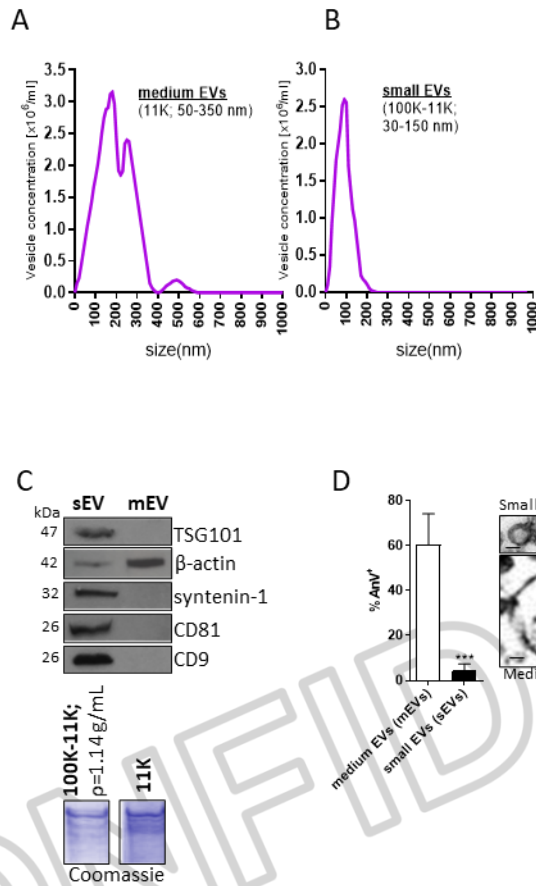 A
B
Vesicle concentration [x10⁶/ml]
3.5
3.0
2.5
2.0
1.5
1.0
0.5
0.0
medium EVs
(11K; 50-350 nm)
0
100
200
300
400
500
600
700
800
900
1000
size(nm)
Vesicle concentration [x10⁶/ml]
3.0
2.5
2.0
1.5
1.0
0.5
0.0
small EVs
(100K-11K;
30-150 nm)
0
100
200
300
400
500
600
700
800
900
1000
size(nm)
C
sEV mEV
kDa
47 TSG101
42 β-actin
32 syntenin-1
26 CD81
26 CD9
100K-11K;
ρ=1.14 g/mL
11K
Coomassie
D
% AnV⁺
80
60
40
20
0
***
medium EVs (mEVs)
small EVs (sEVs)
Small
Medi
ONFID